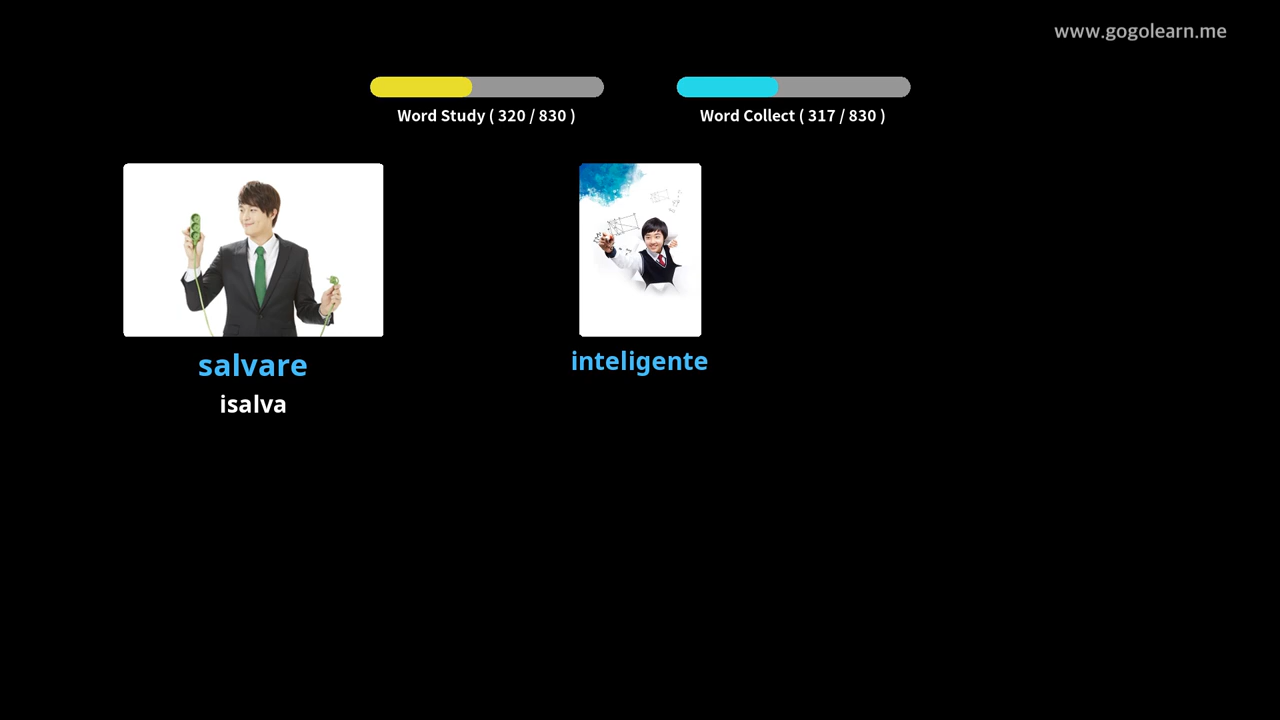 www.gogolearn.me
Word Study ( 320 / 830 )
Word Collect ( 317 / 830 )
salvare
isalva
inteligente